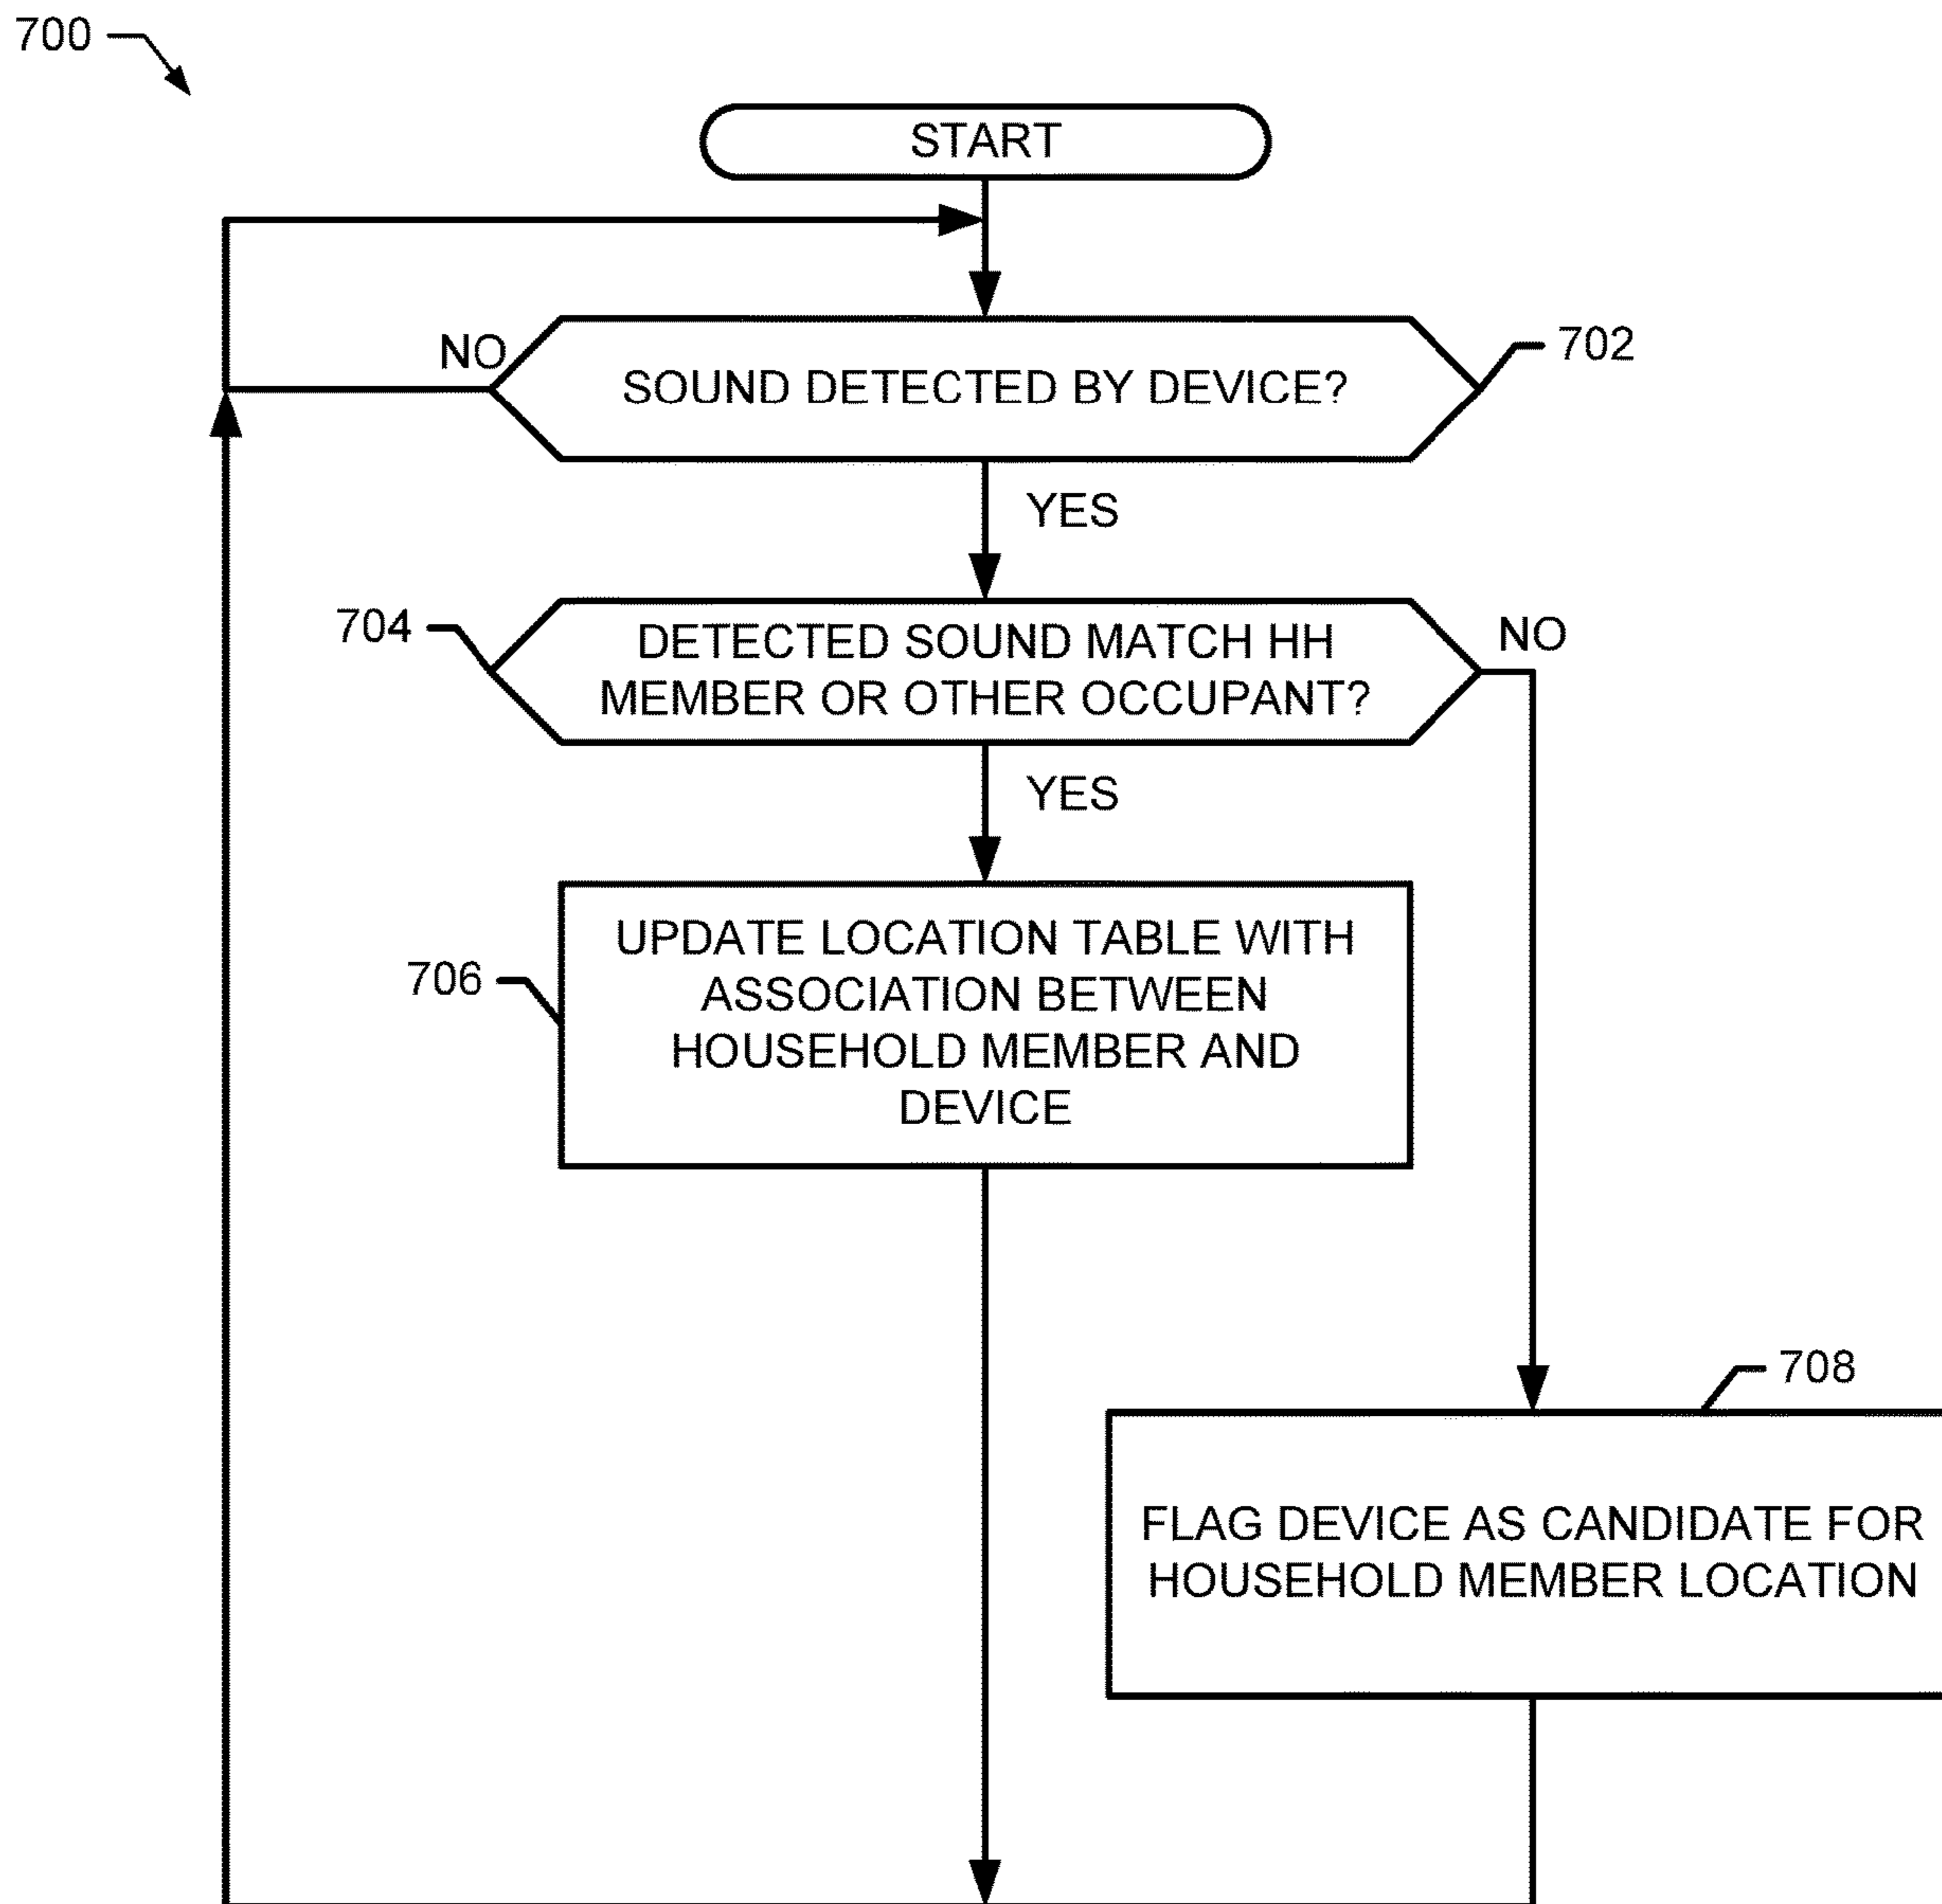 700
START
NO
SOUND DETECTED BY DEVICE?
702
YES
704
DETECTED SOUND MATCH HH
MEMBER OR OTHER OCCUPANT?
NO
YES
706
UPDATE LOCATION TABLE WITH
ASSOCIATION BETWEEN
HOUSEHOLD MEMBER AND
DEVICE
708
FLAG DEVICE AS CANDIDATE FOR
HOUSEHOLD MEMBER LOCATION